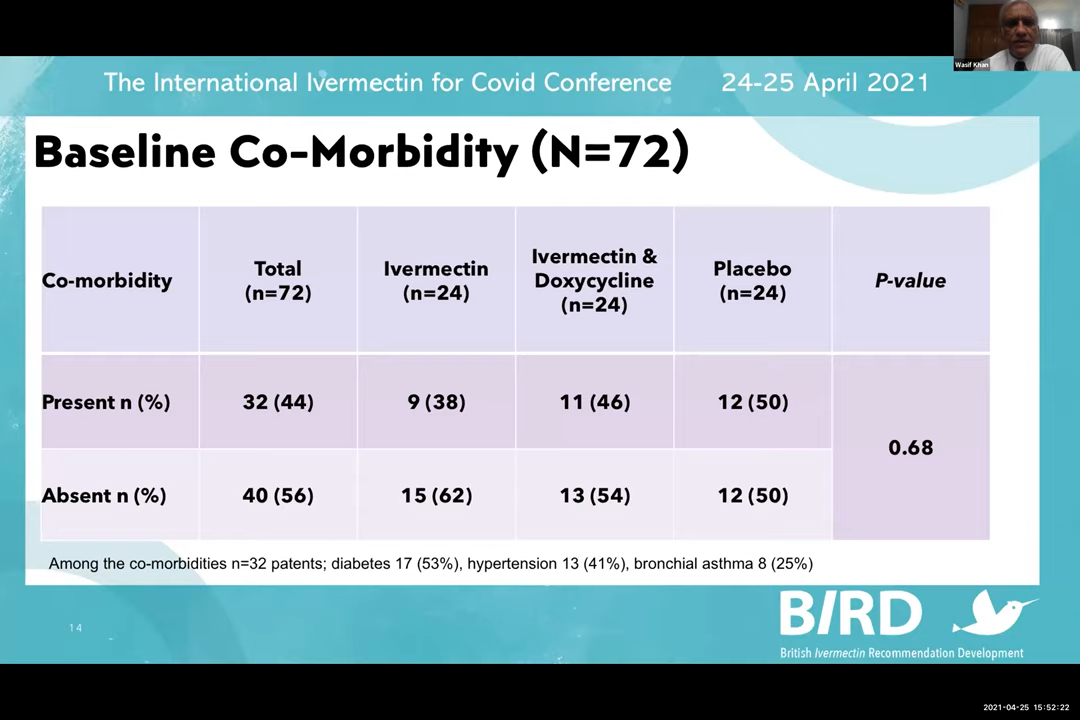 Wasif Khan
The International Ivermectin for Covid Conference 24-25 April 2021
Baseline Co-Morbidity (N=72)
Co-morbidity
Total
(n=72)
Ivermectin
(n=24)
Ivermectin &
Doxycycline
(n=24)
Placebo
(n=24)
P-value
Present n (%) 32 (44) 9 (38) 11 (46) 12 (50)
0.68
Absent n (%) 40 (56) 15 (62) 13 (54) 12 (50)
Among the co-morbidities n=32 patents; diabetes 17 (53%), hypertension 13 (41%), bronchial asthma 8 (25%)
14
BIRD
British Ivermectin Recommendation Development
2021-04-25 15:52:22